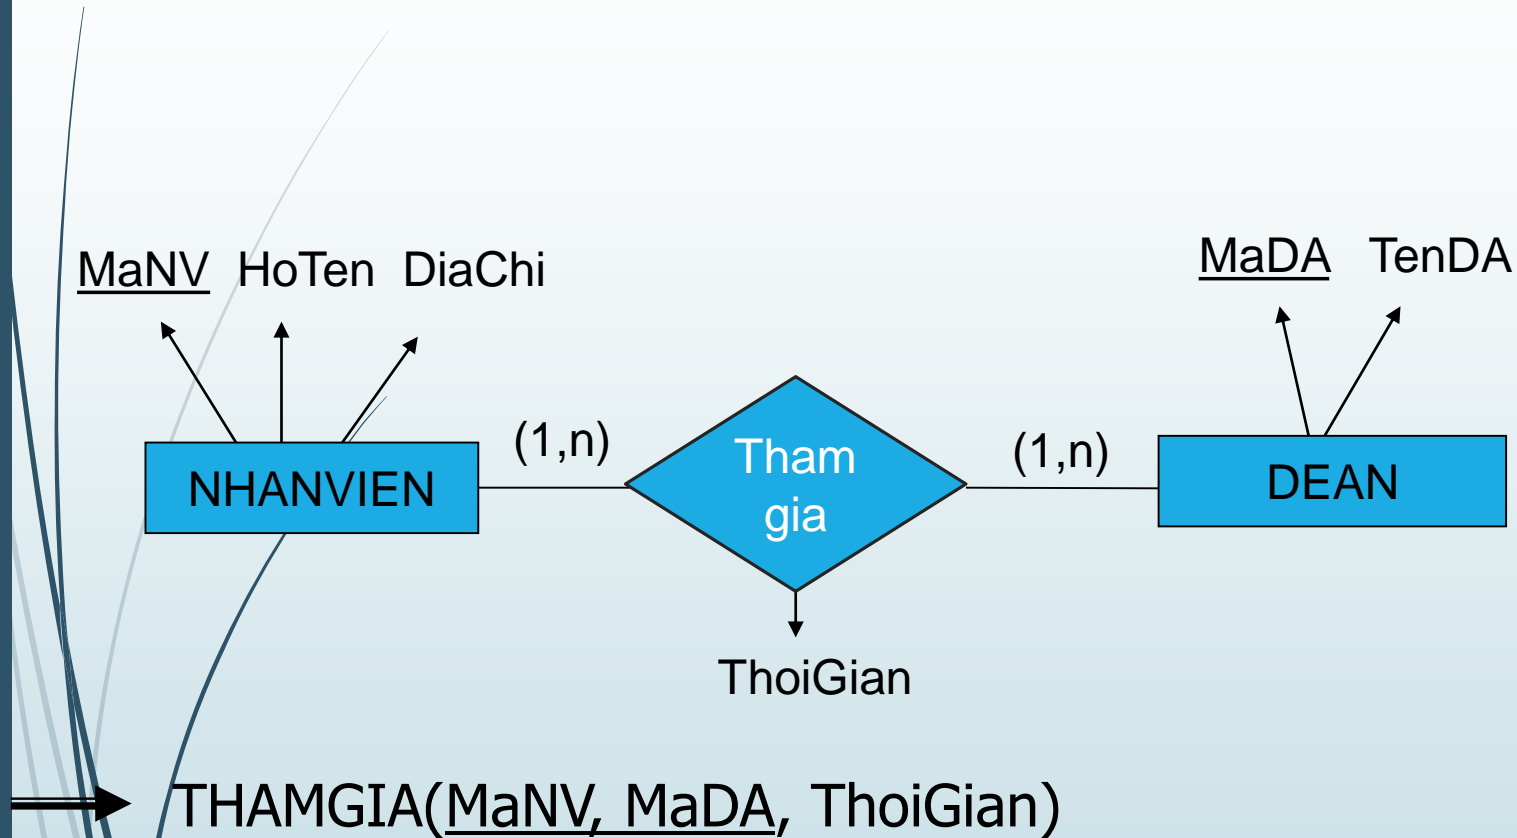 MaNV HoTen DiaChi
MaDA TenDA
(1,n)
(1,n)
NHANVIEN
Tham
gia
DEAN
ThoiGian
THAMGIA(MaNV, MaDA, ThoiGian)